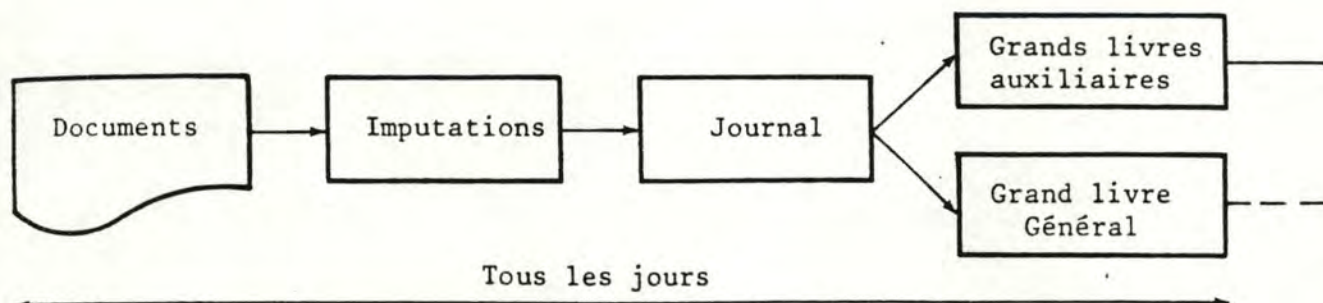 Documents
Imputations
Journal
Grands livres
auxiliaires
Grand livre
Général
Tous les jours